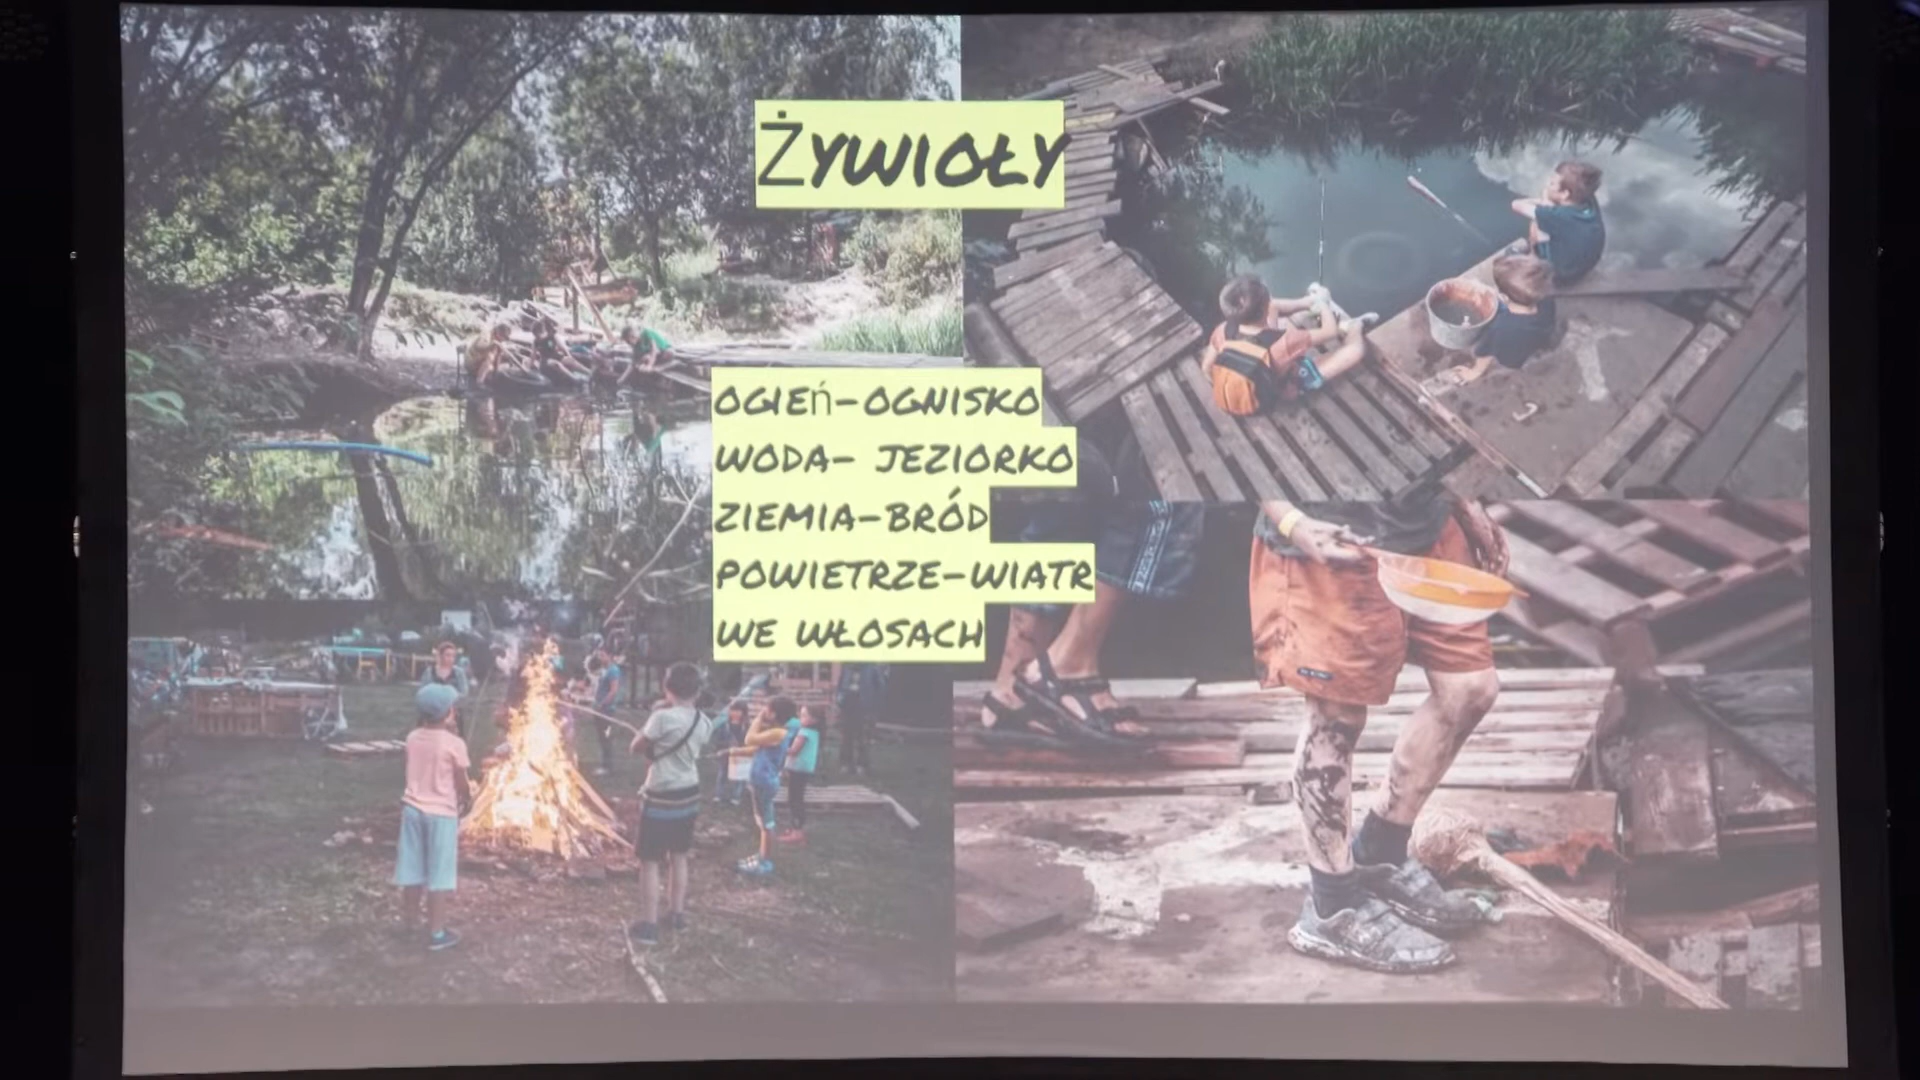 Żywioły
OGIEń-OGNISKO
WODA- JEZIORKO
ZIEMIA-BRÓD
POWIETRZE-WIATR
WE WŁOSACH